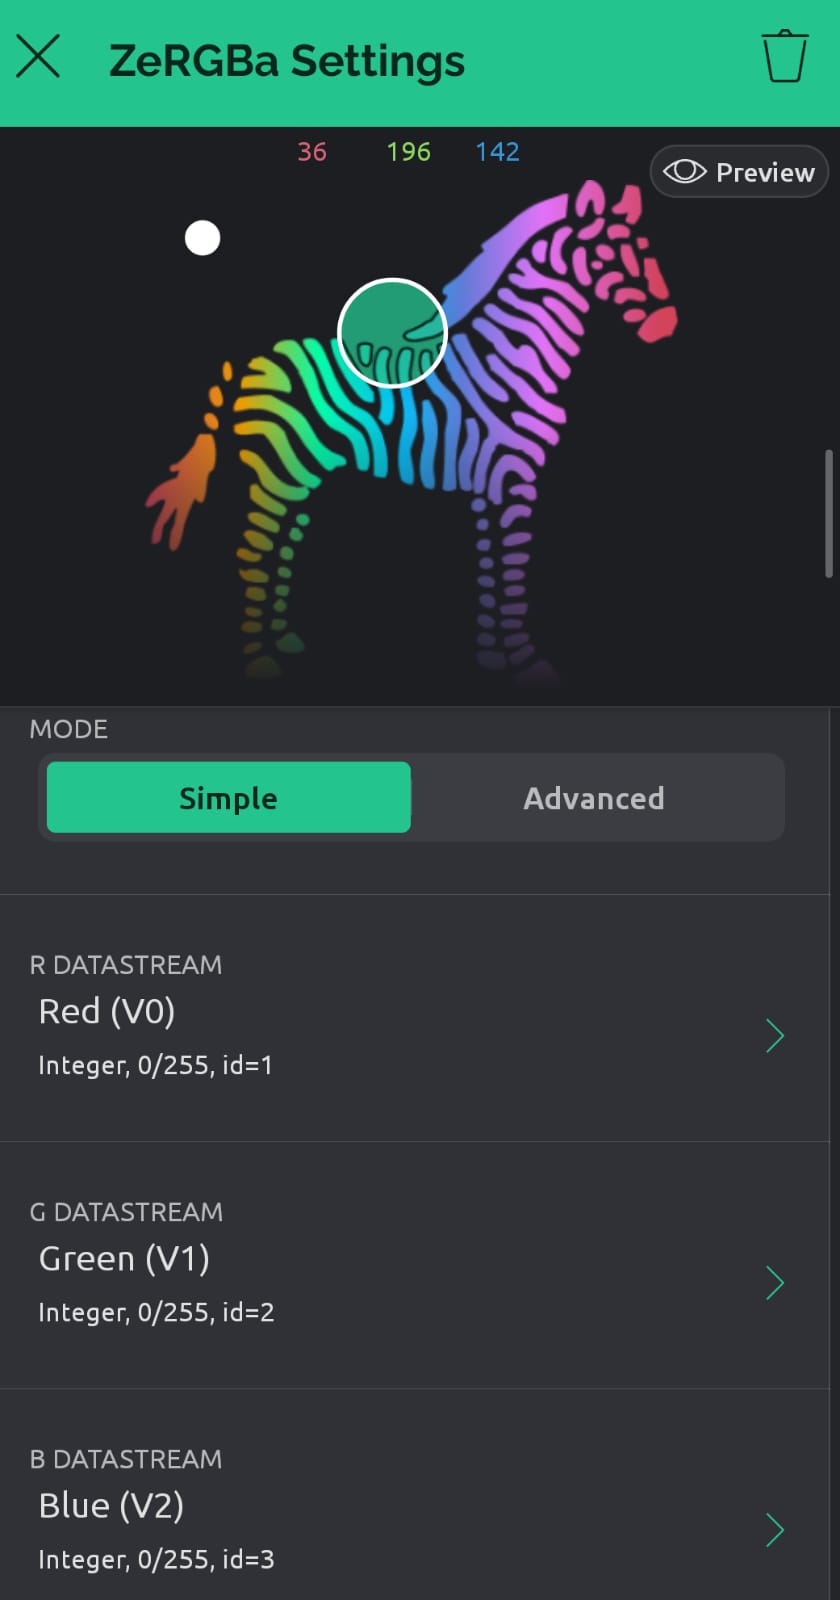 ZeRGBa Settings
36 196 142
Preview
MODE
Simple Advanced
R DATASTREAM
Red (V0)
Integer, 0/255, id=1
G DATASTREAM
Green (V1)
Integer, 0/255, id=2
B DATASTREAM
Blue (V2)
Integer, 0/255, id=3